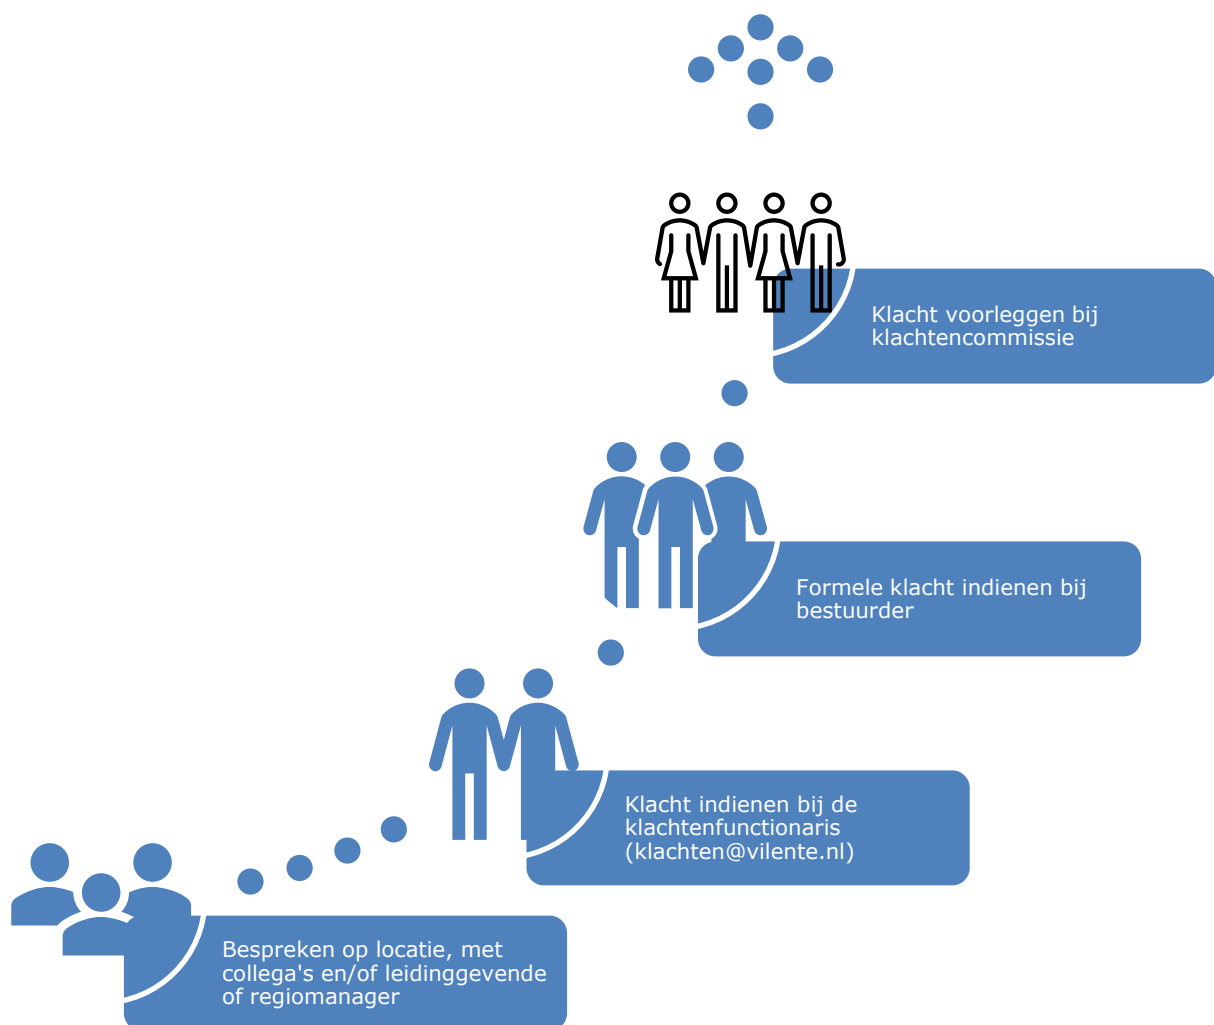 Klacht voorleggen bij
klachtencommissie
Formele klacht indienen bij
bestuurder
Klacht indienen bij de
klachtenfunctionaris
(klachten@vilente.nl)
Bespreken op locatie, met
collega's en/of leidinggevende
of regiomanager